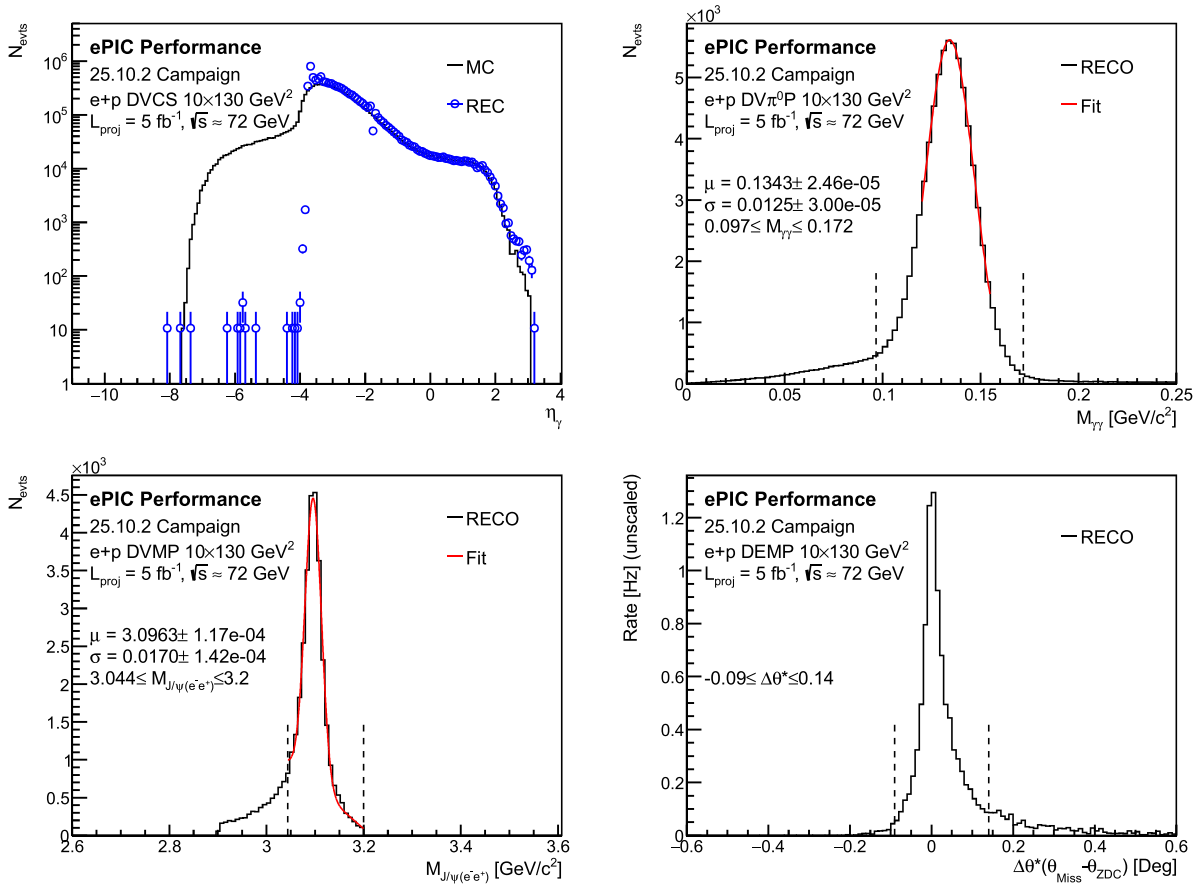 N_evts
ePIC Performance
25.10.2 Campaign
e+p DVCS 10×130 GeV²
L_proj = 5 fb⁻¹, √s ≈ 72 GeV
MC
REC
10⁶
10⁵
10⁴
10³
10²
10
1
−10 −8 −6 −4 −2 0 2 4
η_γ
×10³
N_evts
ePIC Performance
25.10.2 Campaign
e+p DVπ⁰P 10×130 GeV²
L_proj = 5 fb⁻¹, √s ≈ 72 GeV
RECO
Fit
μ = 0.1343± 2.46e-05
σ = 0.0125± 3.00e-05
0.097≤ M_γγ≤ 0.172
5
4
3
2
1
0
0 0.05 0.1 0.15 0.2 0.25
M_γγ [GeV/c²]
×10³
N_evts
ePIC Performance
25.10.2 Campaign
e+p DVMP 10×130 GeV²
L_proj = 5 fb⁻¹, √s ≈ 72 GeV
RECO
Fit
μ = 3.0963± 1.17e-04
σ = 0.0170± 1.42e-04
3.044≤ M_J/ψ(e⁻e⁺)≤3.2
4.5
4
3.5
3
2.5
2
1.5
1
0.5
0
2.6 2.8 3 3.2 3.4 3.6
M_J/ψ(e⁻e⁺) [GeV/c²]
Rate [Hz] (unscaled)
ePIC Performance
25.10.2 Campaign
e+p DEMP 10×130 GeV²
L_proj = 5 fb⁻¹, √s ≈ 72 GeV
RECO
-0.09≤ Δθ*≤0.14
1.2
1
0.8
0.6
0.4
0.2
0
−0.6 −0.4 −0.2 0 0.2 0.4 0.6
Δθ*(θ_Miss-θ_ZDC) [Deg]